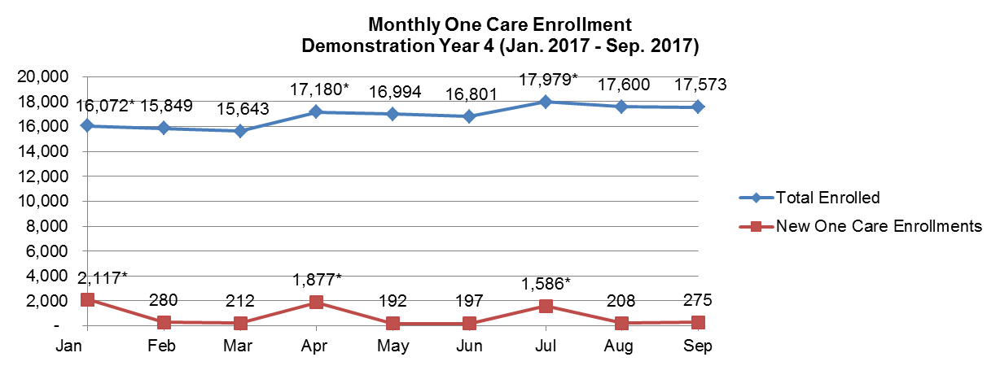 Monthly One Care Enrollment
Demonstration Year 4 (Jan. 2017 - Sep. 2017)
20,000
18,000
16,000
14,000
12,000
10,000
8,000
6,000
4,000
2,000
-
16,072* 15,849 15,643 17,180* 16,994 16,801 17,979* 17,600 17,573
2,117* 280 212 1,877* 192 197 1,586* 208 275
Jan Feb Mar Apr May Jun Jul Aug Sep
Total Enrolled
New One Care Enrollments